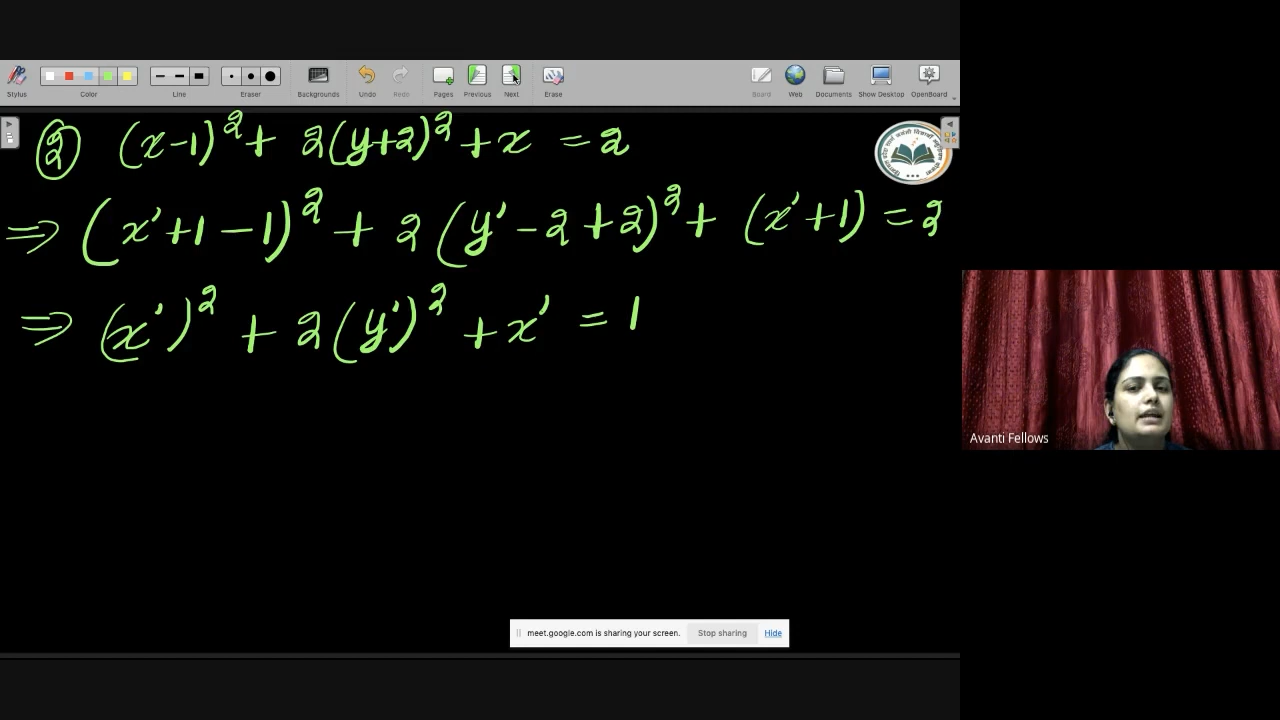 Stylus Color Line Eraser Backgrounds Undo Redo Pages Previous Next Erase Board Web Documents Show Desktop OpenBoard
② (x-1)² + 2(y+2)² + x = 2
⇒ (x'+1-1)² + 2(y'-2+2)² + (x'+1) = 2
⇒ (x')² + 2(y')² + x' = 1
Avanti Fellows
meet.google.com is sharing your screen. Stop sharing Hide